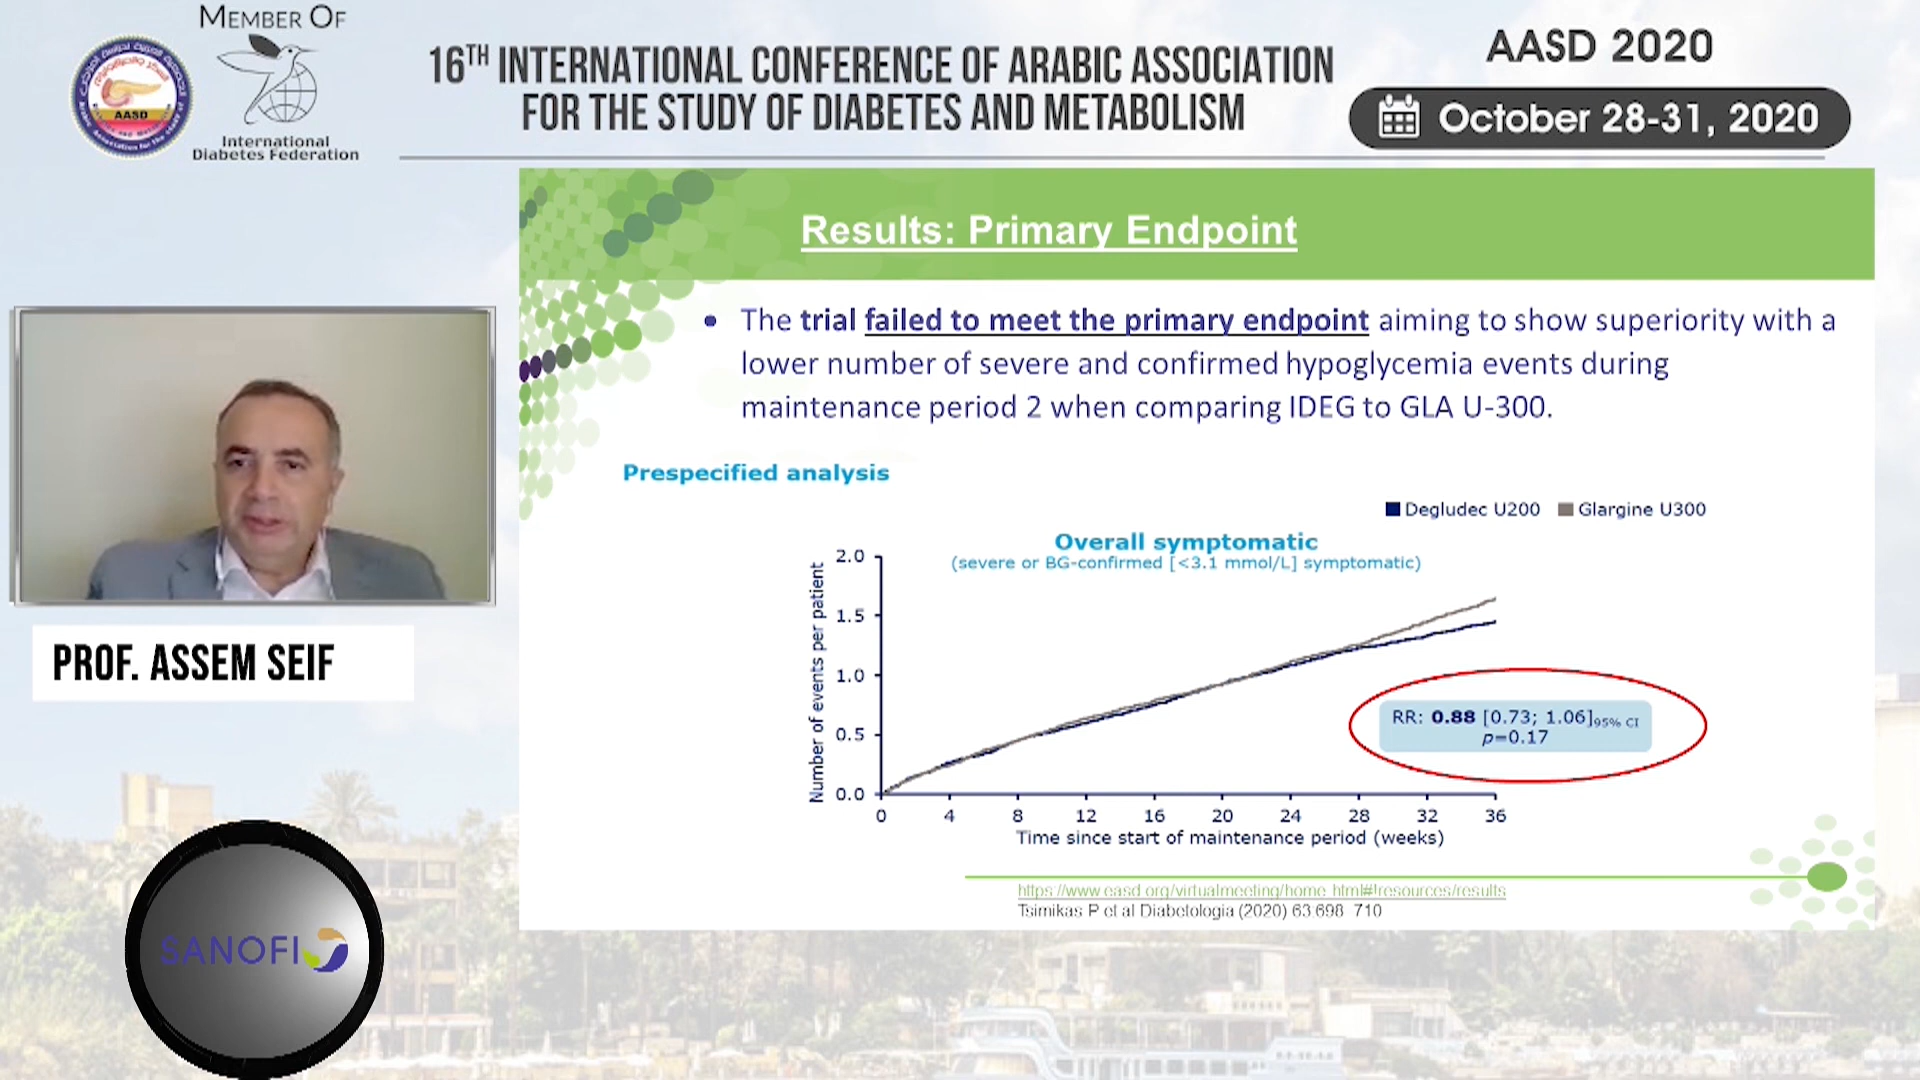 MEMBER OF
AASD
International
Diabetes Federation
16TH INTERNATIONAL CONFERENCE OF ARABIC ASSOCIATION
FOR THE STUDY OF DIABETES AND METABOLISM
AASD 2020
October 28-31, 2020
PROF. ASSEM SEIF
SANOFI
Results: Primary Endpoint
• The trial failed to meet the primary endpoint aiming to show superiority with a
lower number of severe and confirmed hypoglycemia events during
maintenance period 2 when comparing IDEG to GLA U-300.
Prespecified analysis
Degludec U200 Glargine U300
Overall symptomatic
(severe or BG-confirmed [<3.1 mmol/L] symptomatic)
Number of events per patient
2.0
1.5
1.0
0.5
0.0
RR: 0.88 [0.73; 1.06]95% CI
p=0.17
0 4 8 12 16 20 24 28 32 36
Time since start of maintenance period (weeks)
https://www.easd.org/virtualmeeting/home.html#!resources/results
Tsimikas P et al Diabetologia (2020) 63:698–710